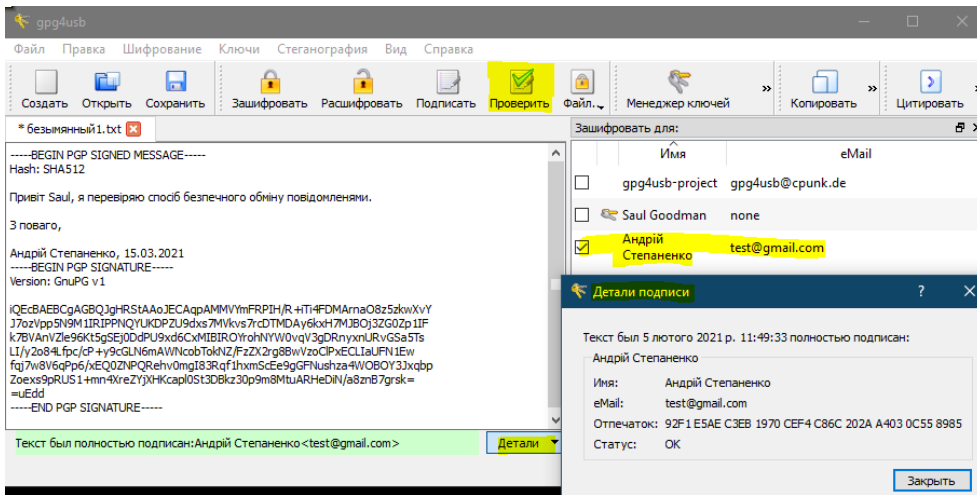 gpg4usb
Файл Правка Шифрование Ключи Стеганография Вид Справка
Создать Открыть Сохранить Зашифровать Расшифровать Подписать Проверить Файл... Менеджер ключей » Копировать » Цитировать
* безымянный1.txt
-----BEGIN PGP SIGNED MESSAGE-----
Hash: SHA512
Привіт Saul, я перевіряю спосіб безпечного обміну повідомленями.
З поваго,
Андрій Степаненко, 15.03.2021
-----BEGIN PGP SIGNATURE-----
Version: GnuPG v1
iQEcBAEBCgAGBQJgHRStAAoJECAqpAMMVYmFRPIH/R+iTi4FDMArnaO8z5zkwXvY
J7ozVpp5N9M1IRIPPNQYUKDPZU9dxs7MVkvs7rcDTMDAy6kxH7MJBOj3ZG0Zp1IF
k7BVAnVZle96Kt5gSEj0DdPU9xd6CxMIBIROYrohNYW0vqV3gDRnyxnURvGSa5Ts
LI/y2o84Lfpc/cP+y9cGLN6mAWNcobTokNZ/FzZX2rg8BwVzoClPxECLIaUFN1Ew
fqj7w8V6qPp6/xEQ0ZNPQRehv0mgI83Rqf1hxmScEe9gGFNushza4WOBOY3Jxqbp
Zoexs9pRUS1+mn4XreZYjXHKcapl0St3DBkz30p9m8MtuARHeDiN/a8znB7grsk=
=uEdd
-----END PGP SIGNATURE-----
Текст был полностью подписан:Андрій Степаненко<test@gmail.com>
Детали
Зашифровать для:
Имя eMail
gpg4usb-project gpg4usb@cpunk.de
Saul Goodman none
Андрій
Степаненко test@gmail.com
Детали подписи ?
Текст был 5 лютого 2021 р. 11:49:33 полностью подписан:
Андрій Степаненко
Имя: Андрій Степаненко
eMail: test@gmail.com
Отпечаток: 92F1 E5AE C3EB 1970 CEF4 C86C 202A A403 0C55 8985
Статус: OK
Закрыть